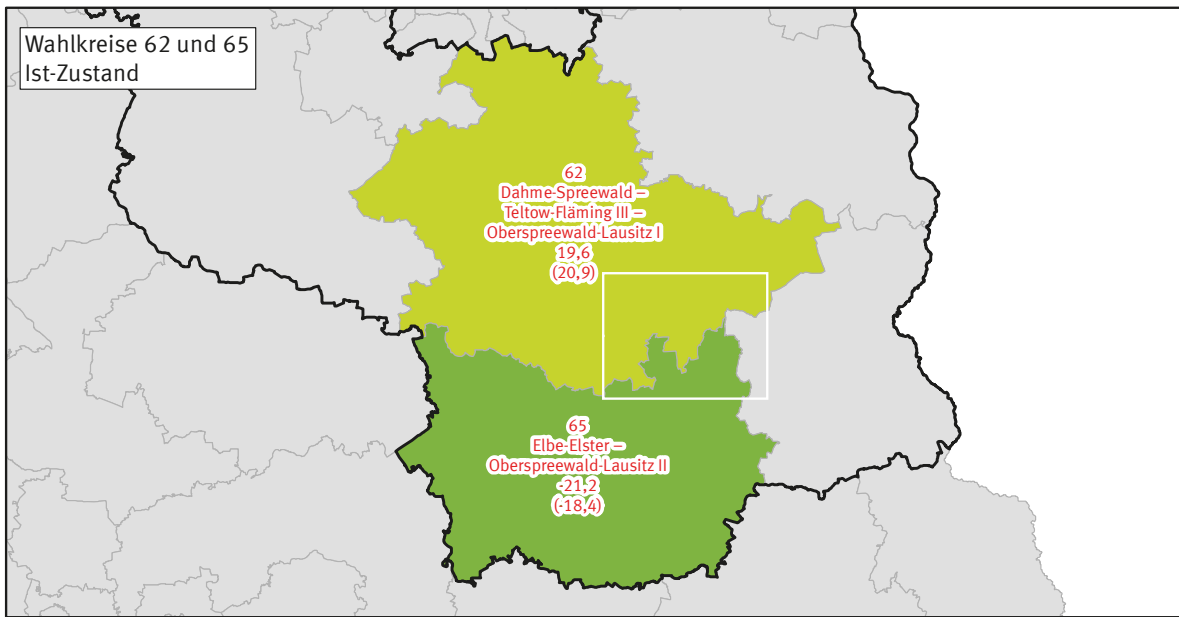 Wahlkreise 62 und 65
Ist-Zustand
62
Dahme-Spreewald –
Teltow-Fläming III –
Oberspreewald-Lausitz I
19,6
(20,9)
65
Elbe-Elster –
Oberspreewald-Lausitz II
-21,2
(-18,4)